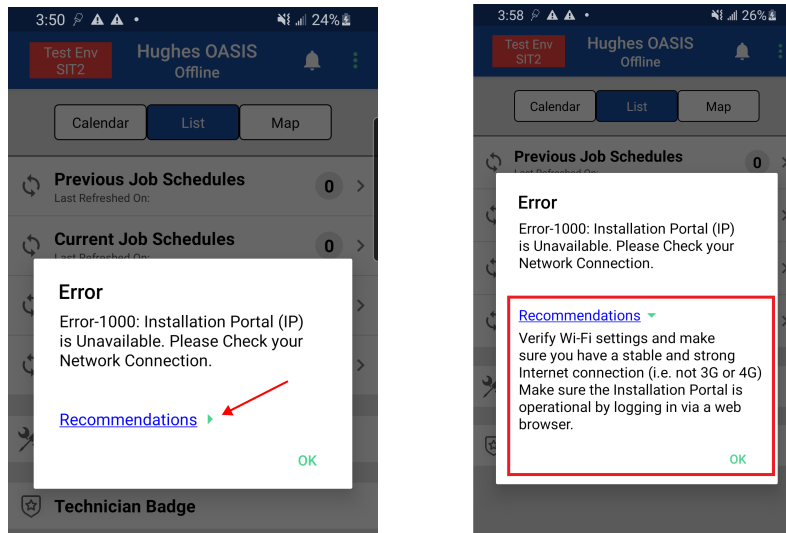 3:50
24%
Test Env
SIT2
Hughes OASIS
Offline
Calendar
List
Map
Previous Job Schedules
Last Refreshed On:
0
Current Job Schedules
Last Refreshed On:
0
Error
Error-1000: Installation Portal (IP)
is Unavailable. Please Check your
Network Connection.
Recommendations
OK
Technician Badge
3:58
26%
Test Env
SIT2
Hughes OASIS
Offline
Calendar
List
Map
Previous Job Schedules
Last Refreshed On:
0
Error
Error-1000: Installation Portal (IP)
is Unavailable. Please Check your
Network Connection.
Recommendations
Verify Wi-Fi settings and make
sure you have a stable and strong
Internet connection (i.e. not 3G or 4G)
Make sure the Installation Portal is
operational by logging in via a web
browser.
OK